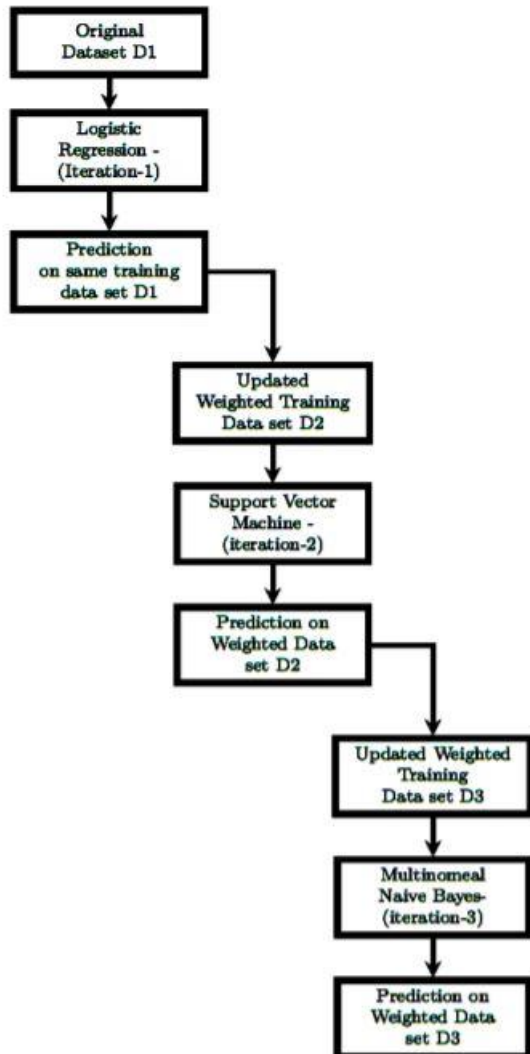 Original
Dataset D1
Logistic
Regression -
(Iteration-1)
Prediction
on same training
data set D1
Updated
Weighted Training
Data set D2
Support Vector
Machine -
(iteration-2)
Prediction on
Weighted Data
set D2
Updated Weighted
Training
Data set D3
Multinomeal
Naive Bayes-
(iteration-3)
Prediction on
Weighted Data
set D3